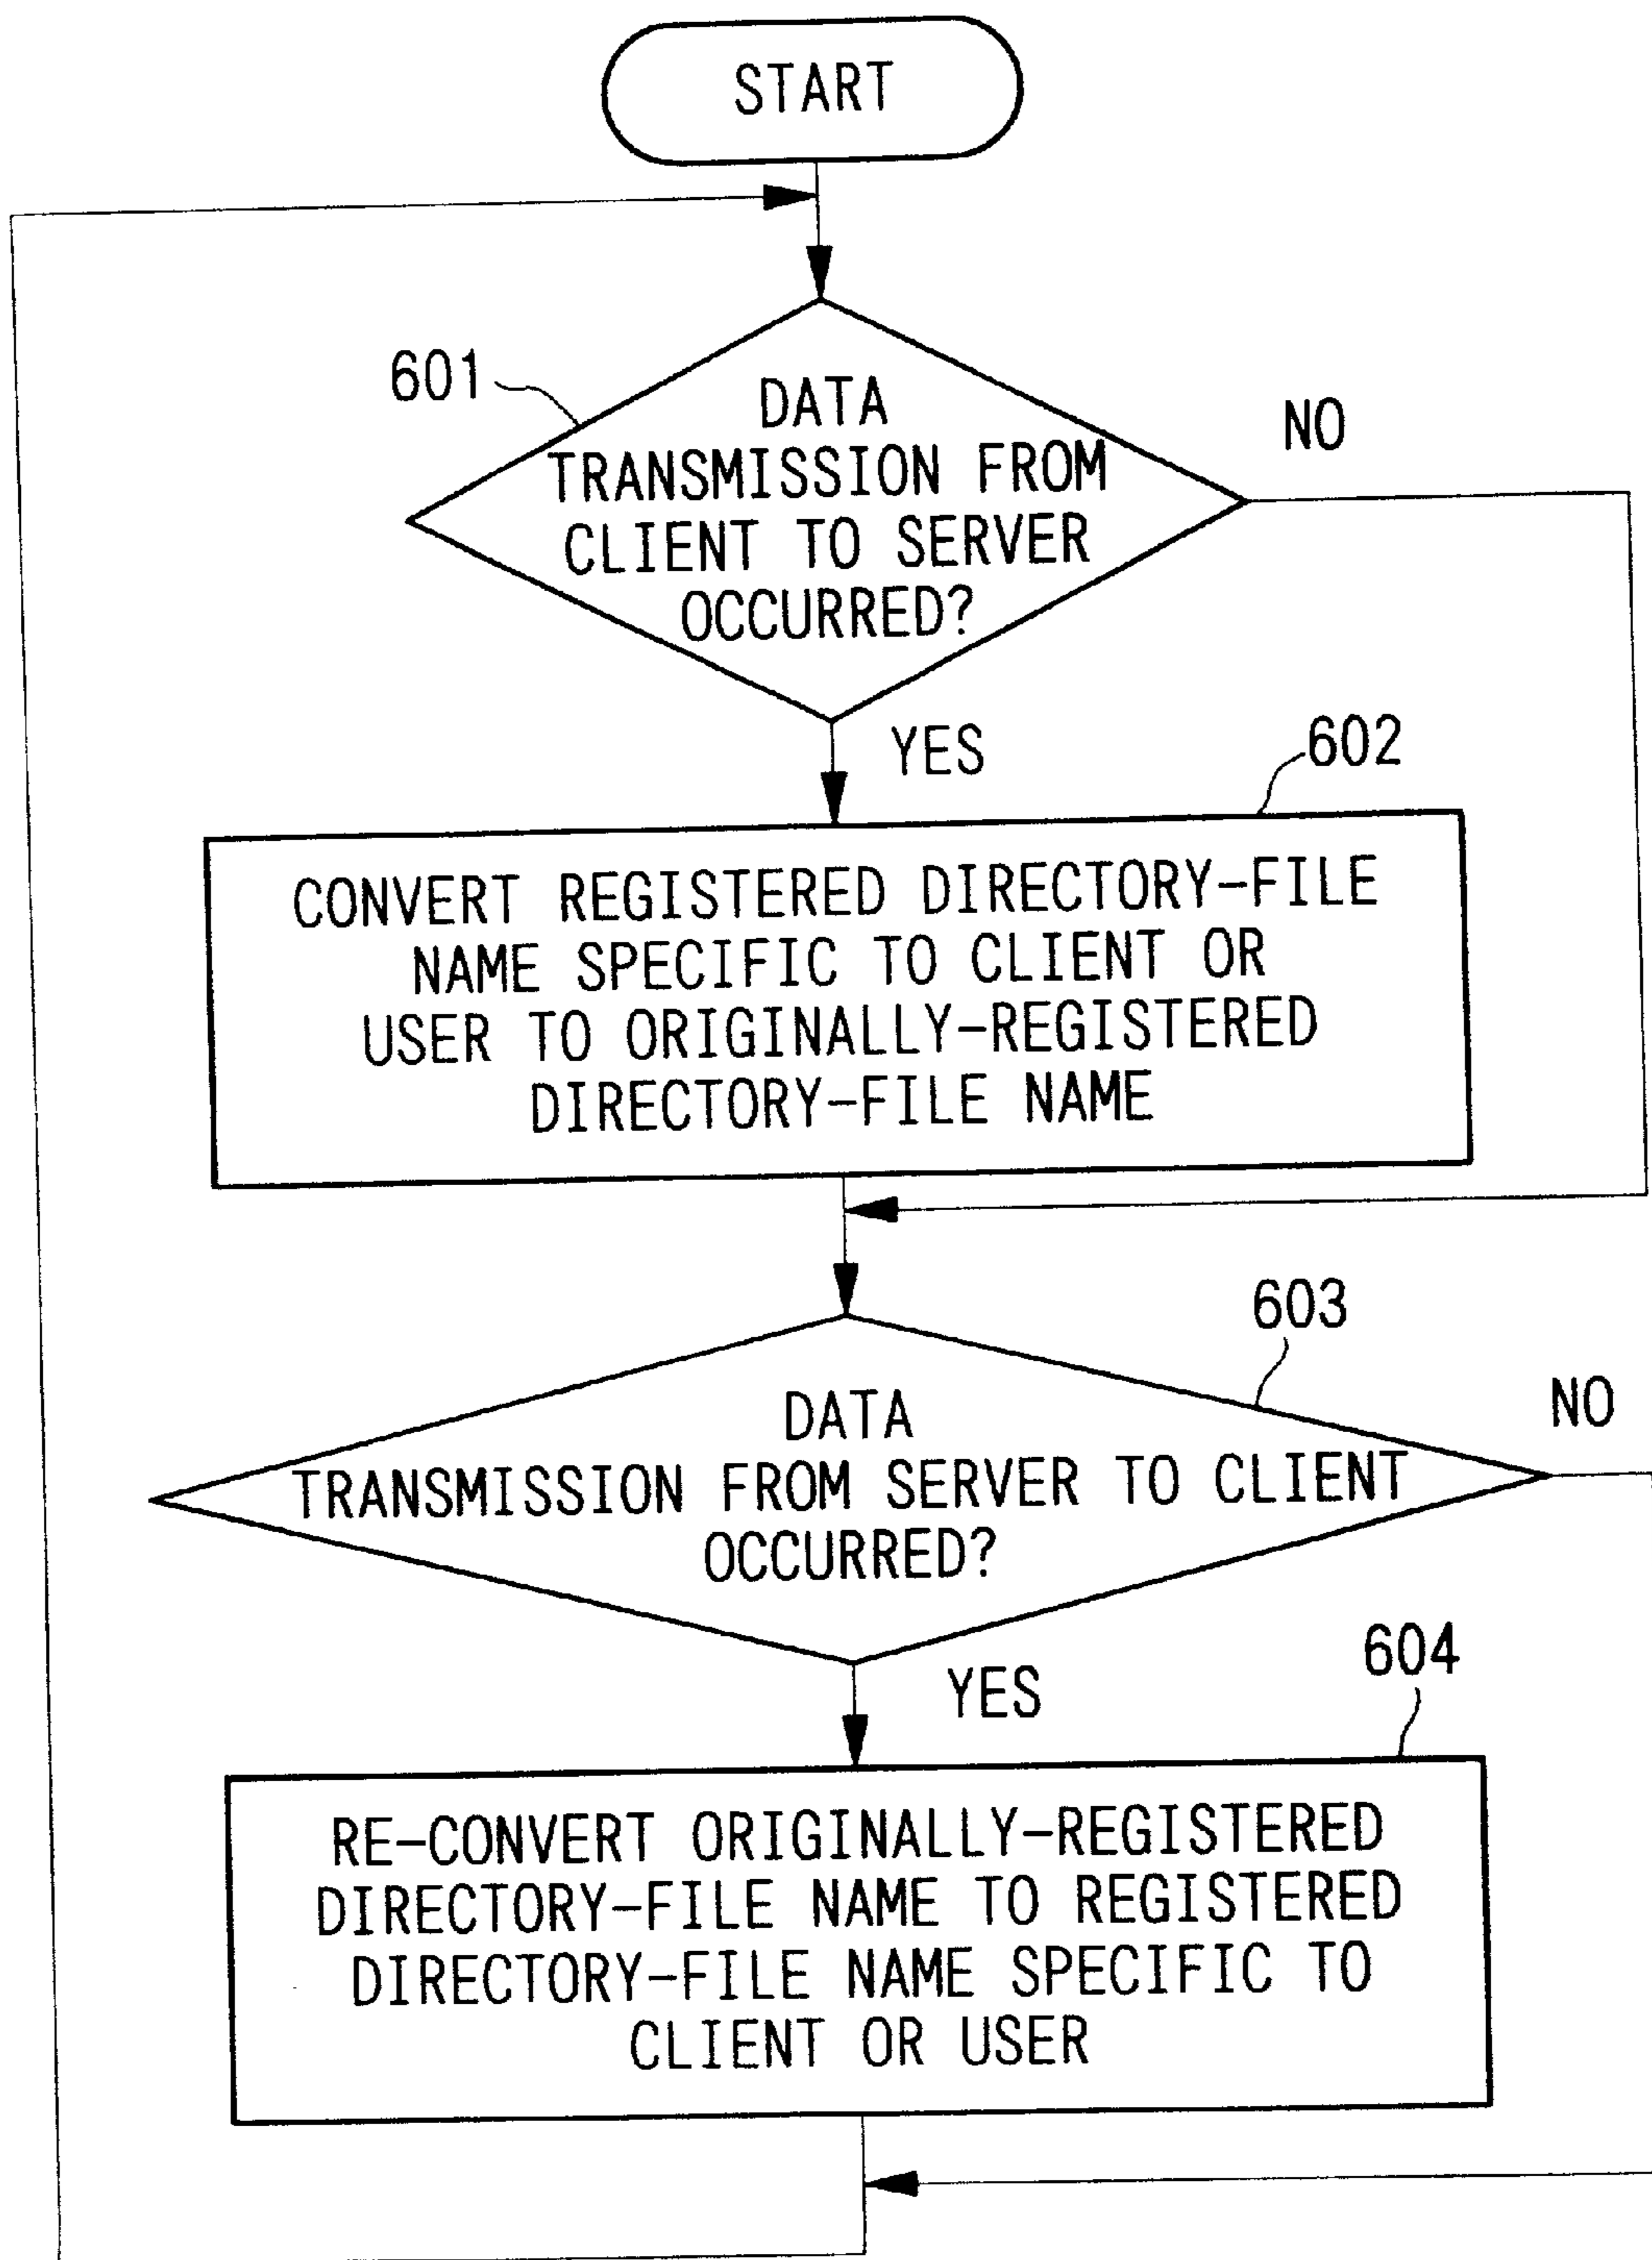 START
601
DATA
TRANSMISSION FROM
CLIENT TO SERVER
OCCURRED?
NO
YES
602
CONVERT REGISTERED DIRECTORY-FILE
NAME SPECIFIC TO CLIENT OR
USER TO ORIGINALLY-REGISTERED
DIRECTORY-FILE NAME
603
DATA
TRANSMISSION FROM SERVER TO CLIENT
OCCURRED?
NO
YES
604
RE-CONVERT ORIGINALLY-REGISTERED
DIRECTORY-FILE NAME TO REGISTERED
DIRECTORY-FILE NAME SPECIFIC TO
CLIENT OR USER